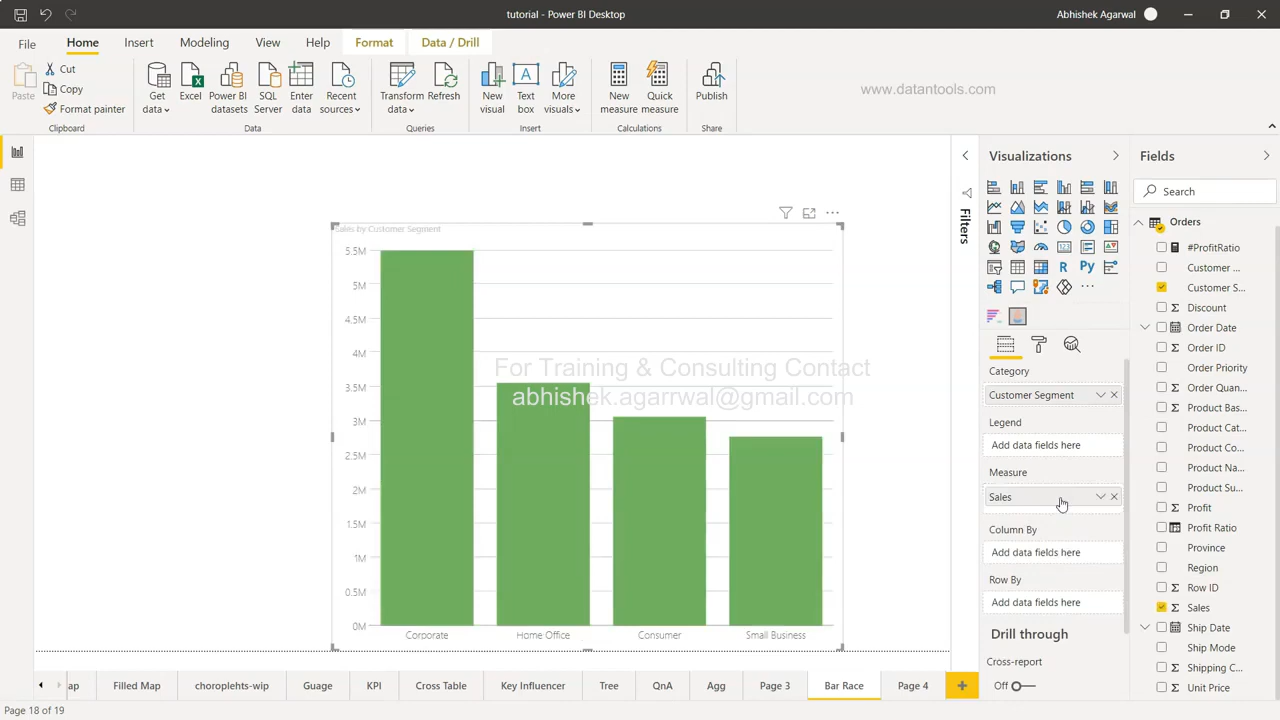 tutorial - Power BI Desktop
Abhishek Agarwal
File
Home
Insert
Modeling
View
Help
Format
Data / Drill
Paste
Cut
Copy
Format painter
Clipboard
Get data
Excel
Power BI datasets
SQL Server
Enter data
Recent sources
Data
Transform data
Refresh
Queries
New visual
Text box
More visuals
Insert
New measure
Quick measure
Calculations
Publish
Share
www.datantools.com
Sales by Customer Segment
5.5M
5M
4.5M
4M
3.5M
3M
2.5M
2M
1.5M
1M
0.5M
0M
Corporate
Home Office
Consumer
Small Business
For Training & Consulting Contact
abhishek.agarrwal@gmail.com
Filters
Visualizations
R
Py
123
Category
Customer Segment
Legend
Add data fields here
Measure
Sales
Column By
Add data fields here
Row By
Add data fields here
Drill through
Cross-report
Off
Fields
Search
Orders
#ProfitRatio
Customer ...
Customer S...
Discount
Order Date
Order ID
Order Priority
Order Quan...
Product Bas...
Product Cat...
Product Co...
Product Na...
Product Su...
Profit
Profit Ratio
Province
Region
Row ID
Sales
Ship Date
Ship Mode
Shipping C...
Unit Price
ap
Filled Map
choroplehts-wip
Guage
KPI
Cross Table
Key Influencer
Tree
QnA
Agg
Page 3
Bar Race
Page 4
Page 18 of 19